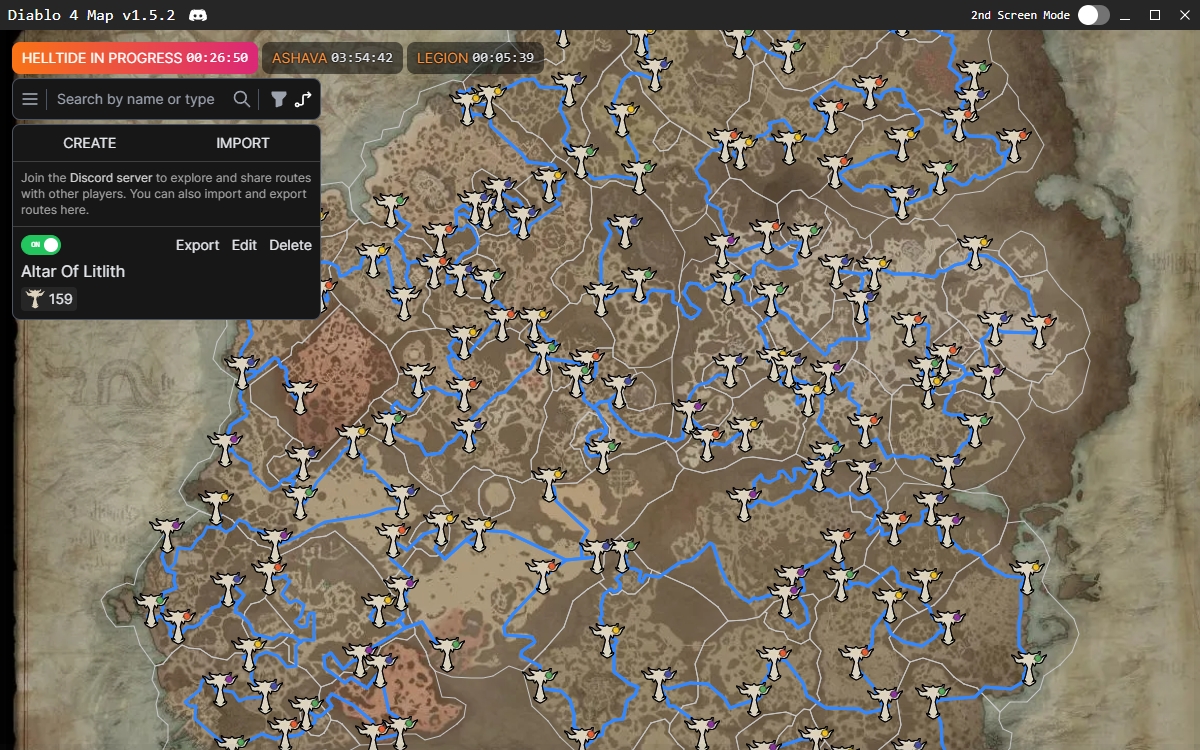 Diablo 4 Map v1.5.2
2nd Screen Mode
HELLTIDE IN PROGRESS 00:26:50
ASHAVA 03:54:42
LEGION 00:05:39
Search by name or type
CREATE
IMPORT
Join the Discord server to explore and share routes
with other players. You can also import and export
routes here.
ON
Export Edit Delete
Altar Of Litlith
159